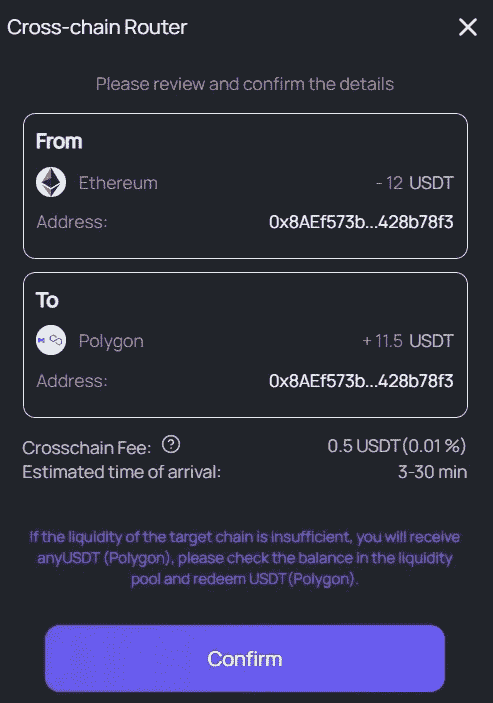 Cross-chain Router
Please review and confirm the details
From
Ethereum - 12 USDT
Address: 0x8AEf573b...428b78f3
To
Polygon + 11.5 USDT
Address: 0x8AEf573b...428b78f3
Crosschain Fee: ? 0.5 USDT(0.01 %)
Estimated time of arrival: 3-30 min
If the liquidity of the target chain is insufficient, you will receive
anyUSDT (Polygon), please check the balance in the liquidity
pool and redeem USDT(Polygon).
Confirm